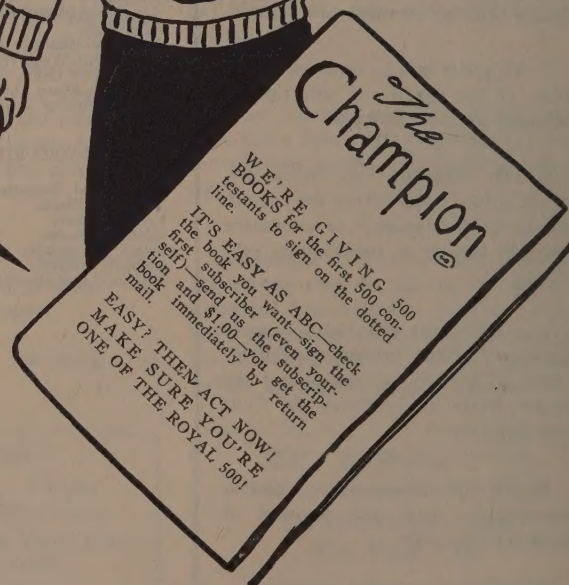 The
Champion
WE'RE GIVING 500
BOOKS for the first 500 con-
testants to sign on the dotted
line.
IT'S EASY AS ABC—check
the book you want—sign the
first subscriber (even your-
self)—send us the subscrip-
tion and $1.00—you get the
book immediately by return
mail.
EASY? THEN ACT NOW!
MAKE SURE YOU'RE
ONE OF THE ROYAL 500!